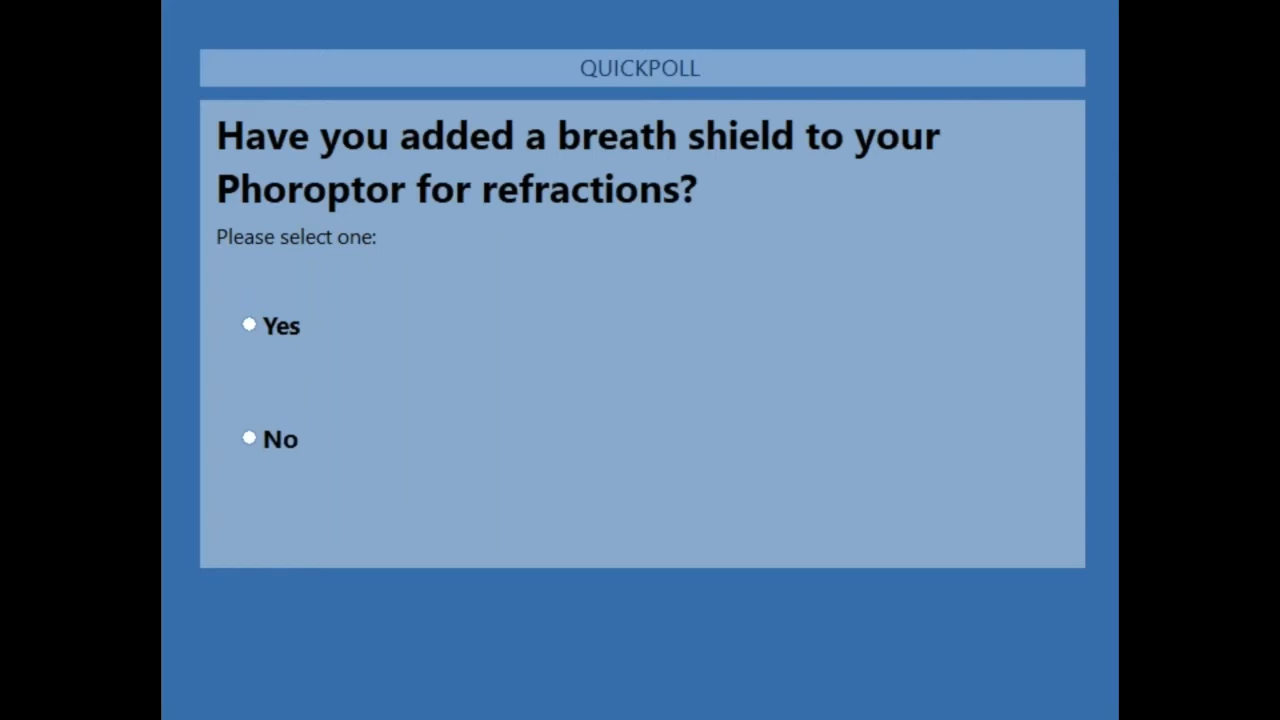 QUICKPOLL
Have you added a breath shield to your
Phoroptor for refractions?
Please select one:
Yes
No